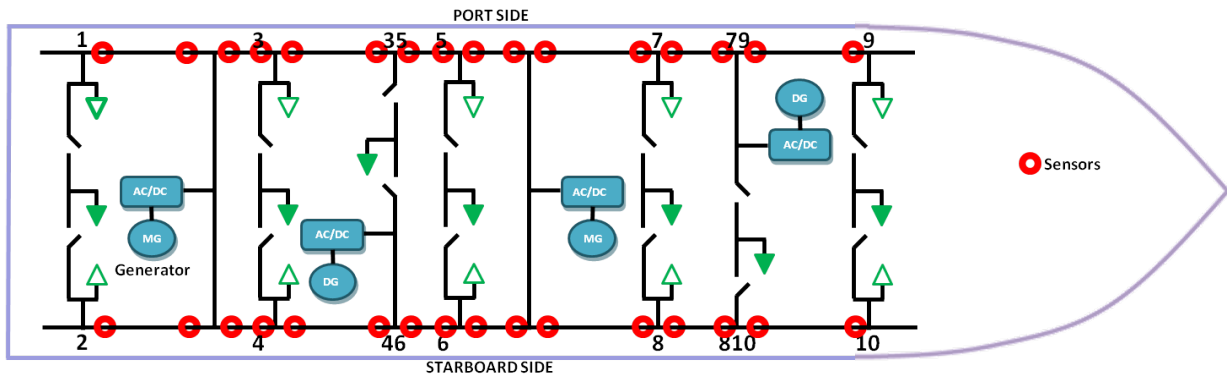 PORT SIDE
1 3 35 5 7 79 9
DG
AC/DC
Sensors
AC/DC AC/DC
MG AC/DC MG
Generator
DG
2 4 46 6 8 810 10
STARBOARD SIDE